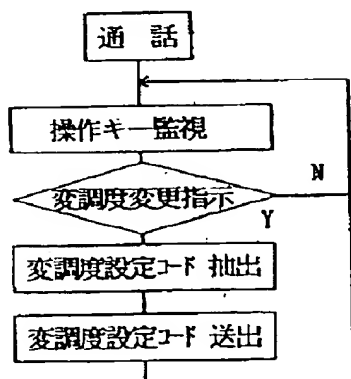 通話
操作キー監視
変調度変更指示
N
Y
変調度設定コード 抽出
変調度設定コード 送出